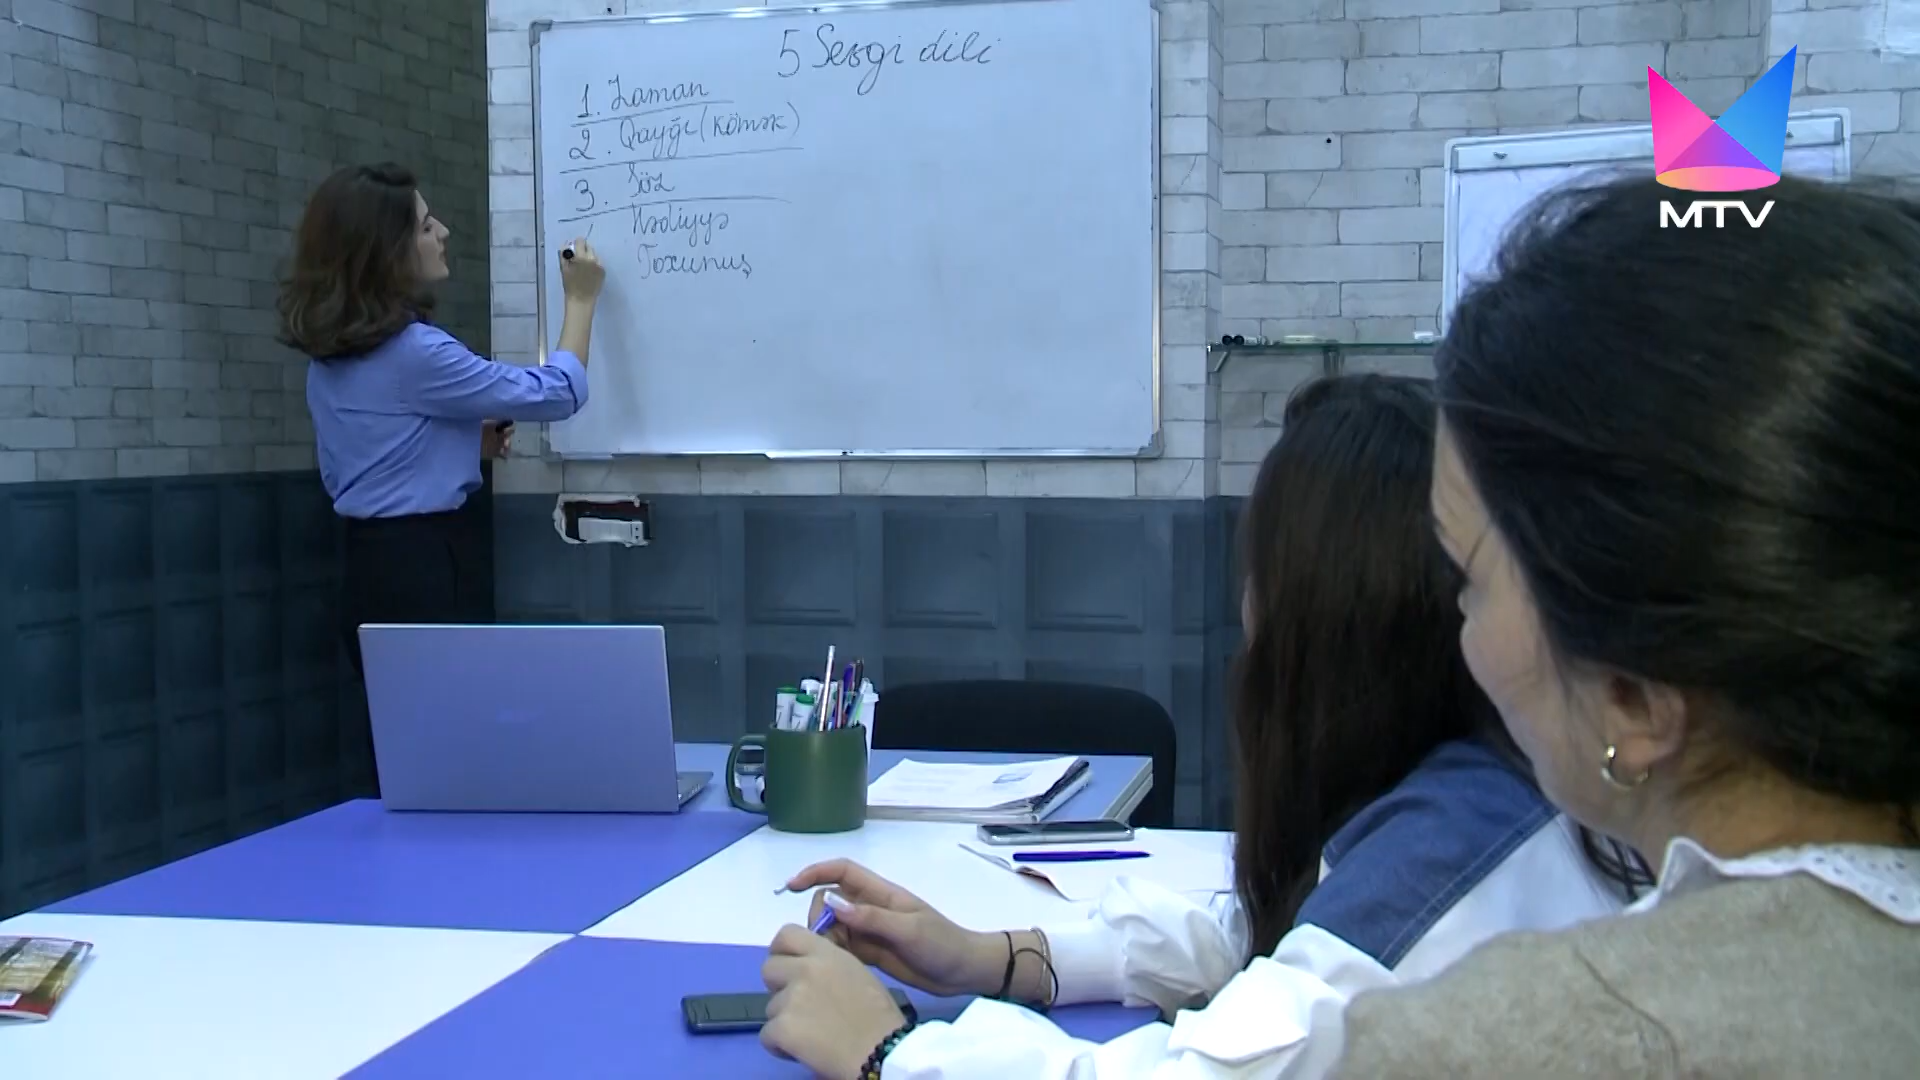 5 Sevgi dili
1. Zaman
2. Qayğı (kömək)
3. Söz
Hədiyyə
Toxunuş
MTV